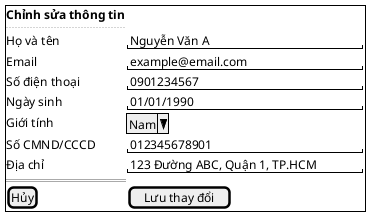 Chỉnh sửa thông tin
Họ và tên Nguyễn Văn A
Email example@email.com
Số điện thoại 0901234567
Ngày sinh 01/01/1990
Giới tính Nam
Số CMND/CCCD 012345678901
Địa chỉ 123 Đường ABC, Quận 1, TP.HCM
Hủy Lưu thay đổi